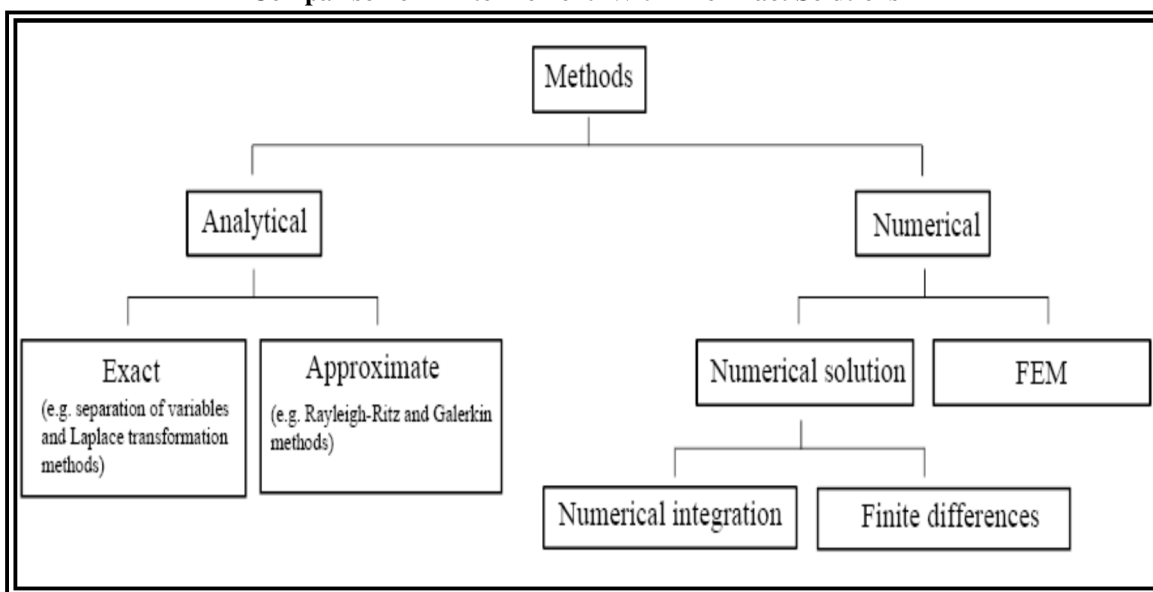 Methods
Analytical
Numerical
Exact
(e.g. separation of variables
and Laplace transformation
methods)
Approximate
(e.g. Rayleigh-Ritz and Galerkin
methods)
Numerical solution
FEM
Numerical integration
Finite differences